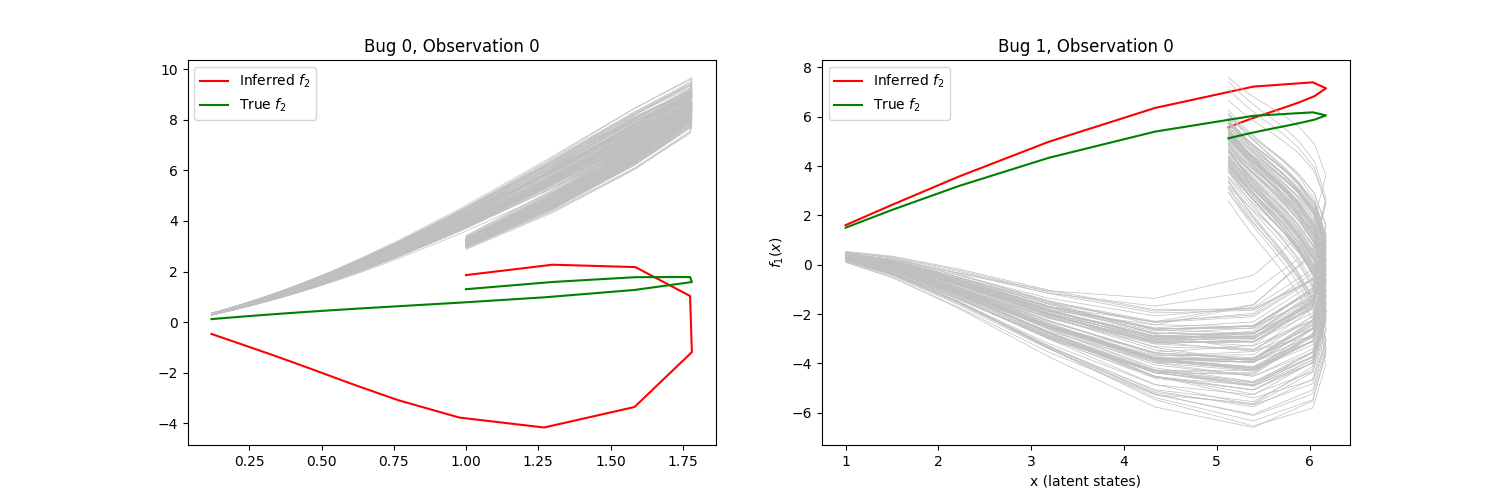 Bug 0, Observation 0
Inferred f₂
True f₂
10
8
6
4
2
0
−2
−4
0.25 0.50 0.75 1.00 1.25 1.50 1.75
Bug 1, Observation 0
Inferred f₂
True f₂
8
6
4
2
0
−2
−4
−6
f₁(x)
1 2 3 4 5 6
x (latent states)